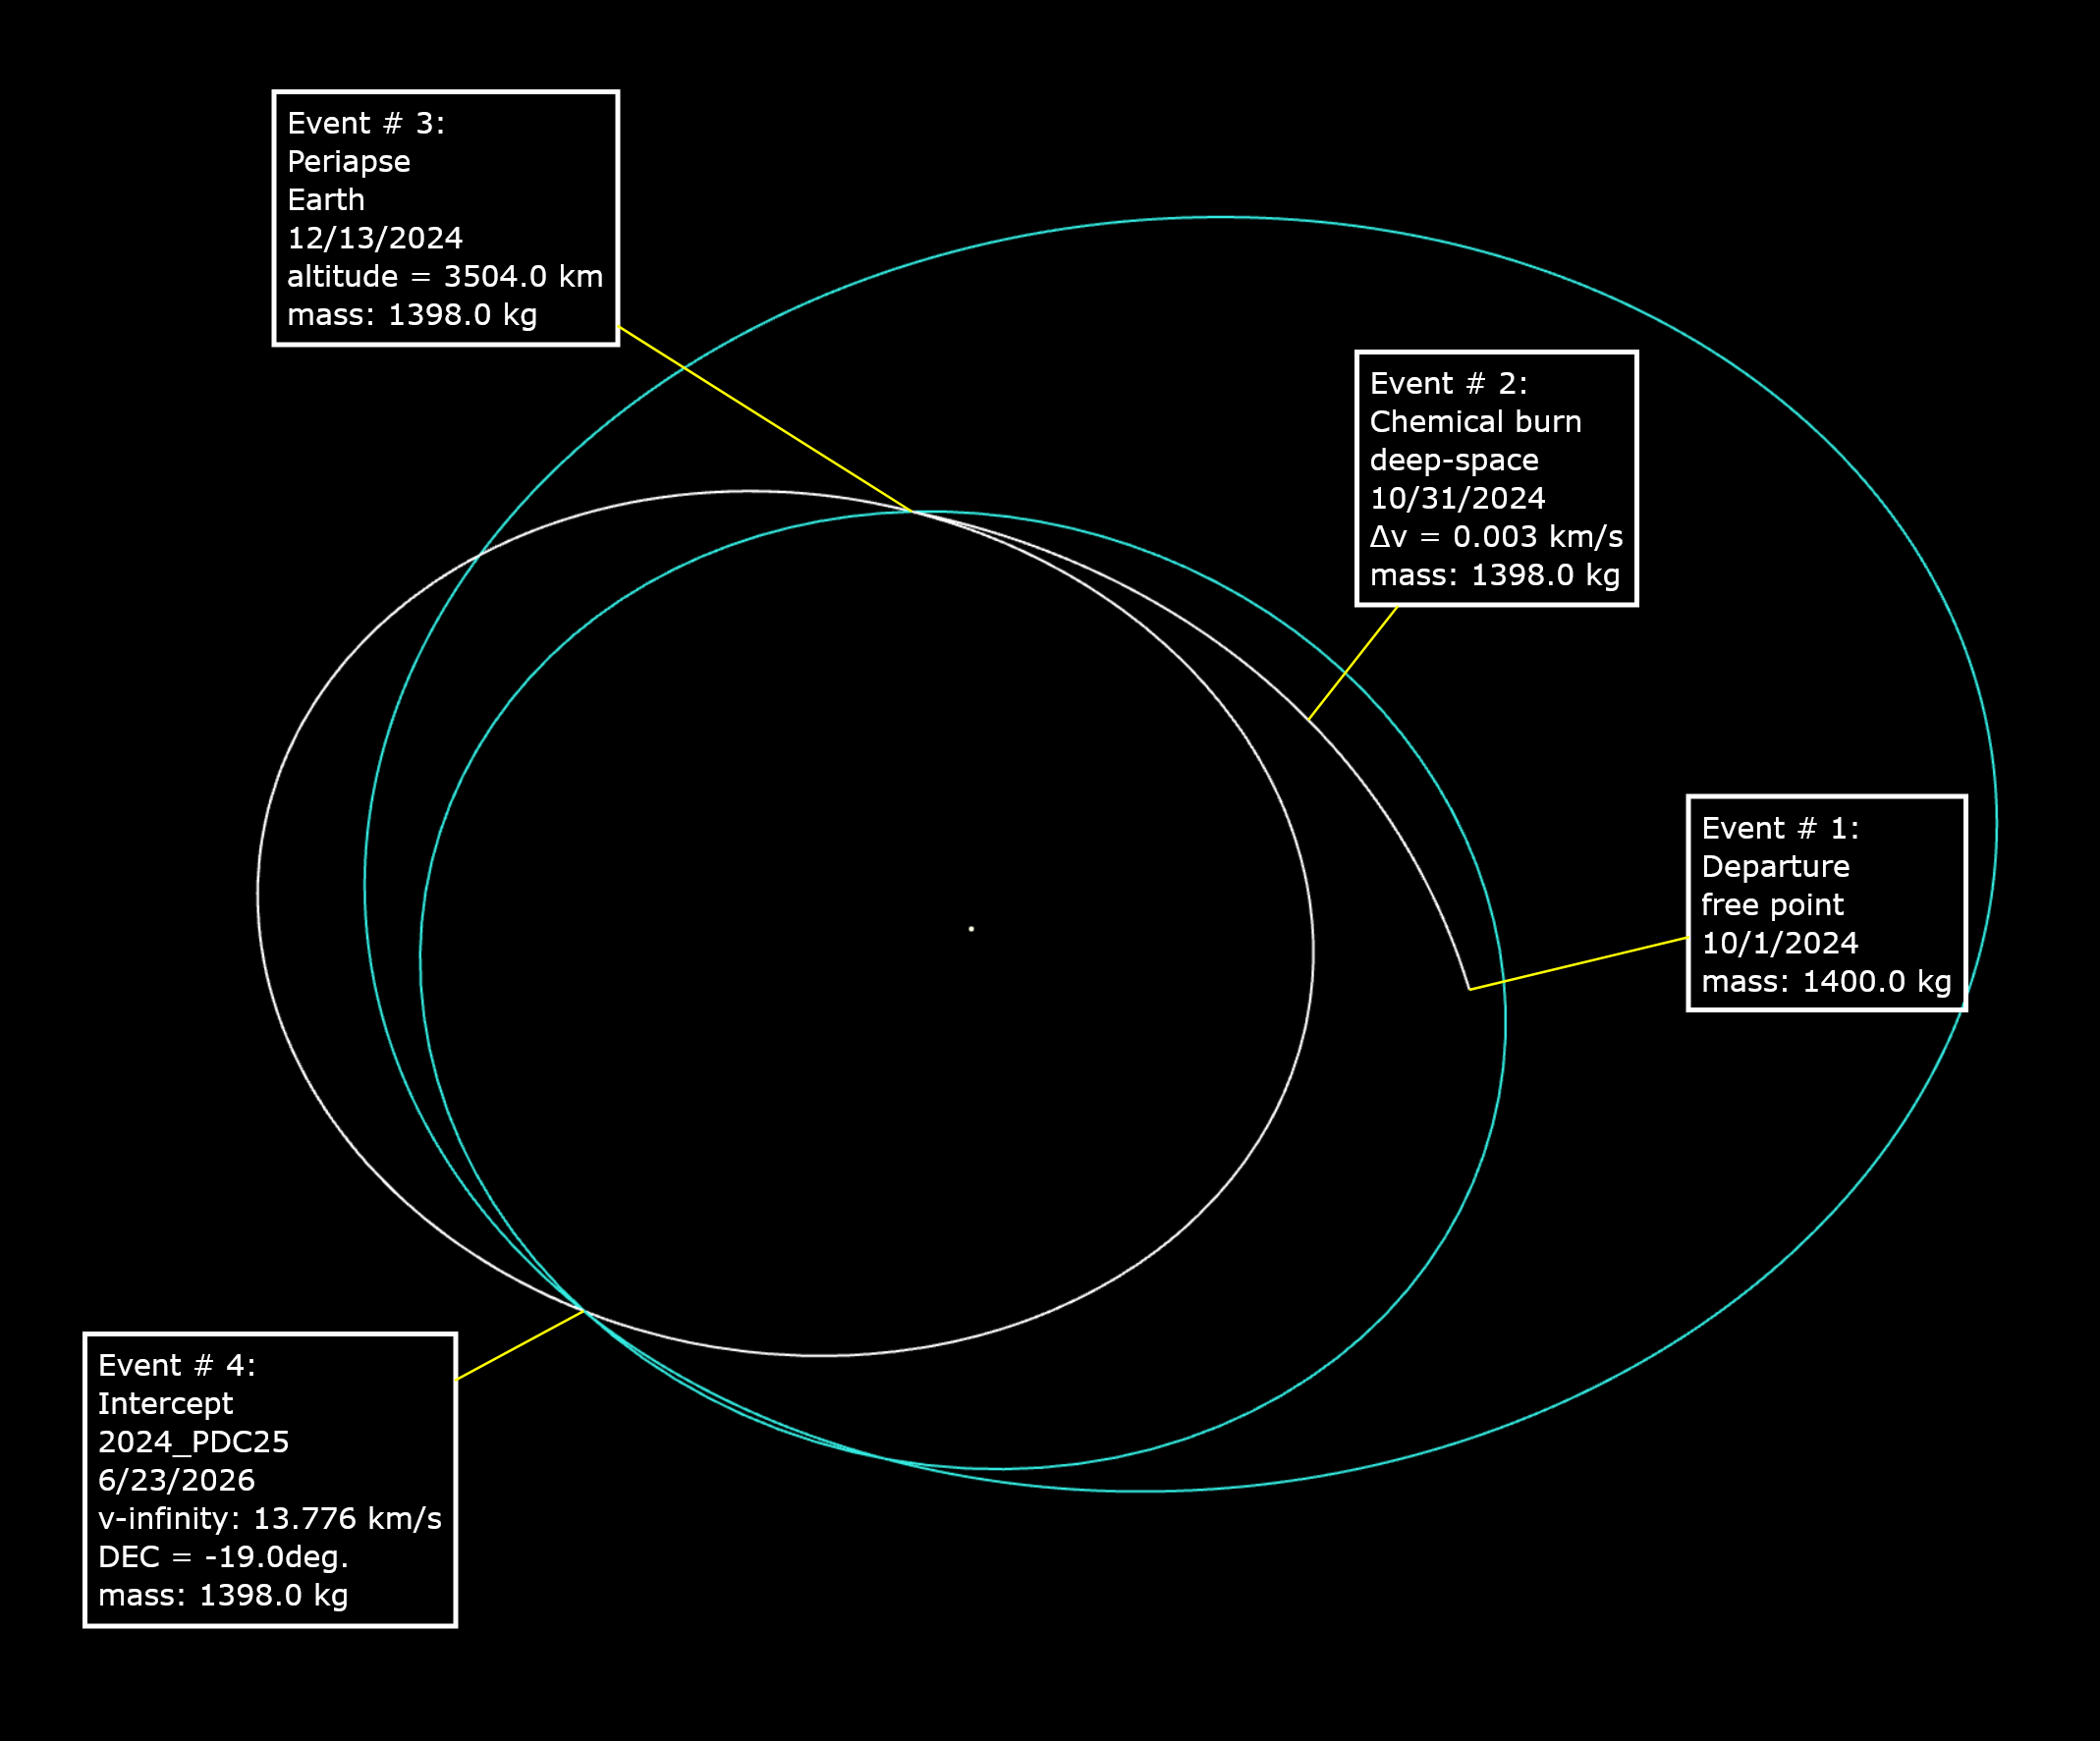 Event # 3:
Periapse
Earth
12/13/2024
altitude = 3504.0 km
mass: 1398.0 kg
Event # 2:
Chemical burn
deep-space
10/31/2024
Δv = 0.003 km/s
mass: 1398.0 kg
Event # 1:
Departure
free point
10/1/2024
mass: 1400.0 kg
Event # 4:
Intercept
2024_PDC25
6/23/2026
v-infinity: 13.776 km/s
DEC = -19.0deg.
mass: 1398.0 kg